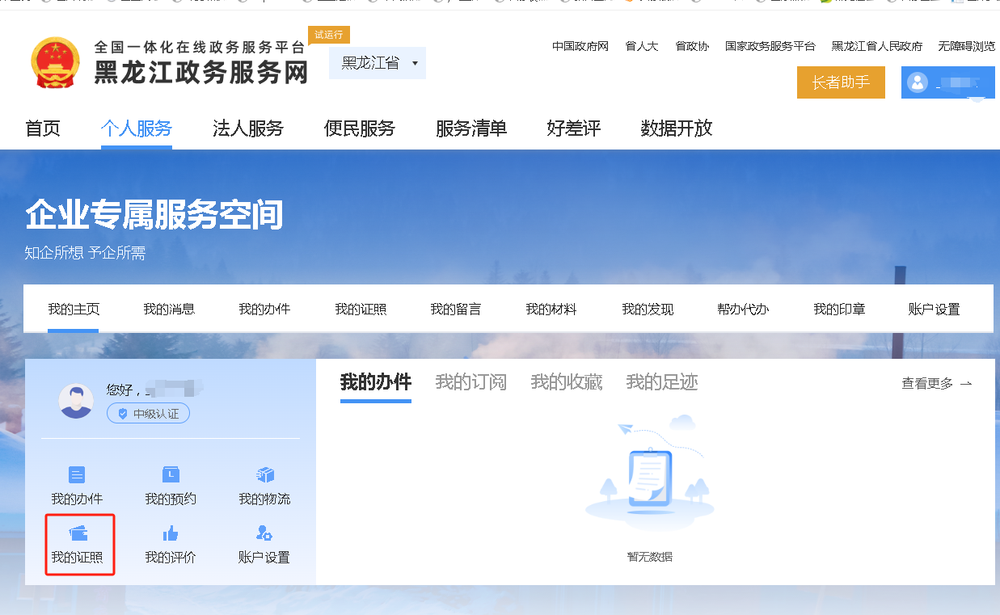 试运行
全国一体化在线政务服务平台
黑龙江政务服务网
黑龙江省
中国政府网 省人大 省政协 国家政务服务平台 黑龙江省人民政府 无障碍浏览
长者助手
首页 个人服务 法人服务 便民服务 服务清单 好差评 数据开放
企业专属服务空间
知企所想 予企所需
我的主页 我的消息 我的办件 我的证照 我的留言 我的材料 我的发现 帮办代办 我的印章 账户设置
您好，
中级认证
我的办件 我的预约 我的物流
我的证照 我的评价 账户设置
我的办件 我的订阅 我的收藏 我的足迹 查看更多 →
暂无数据